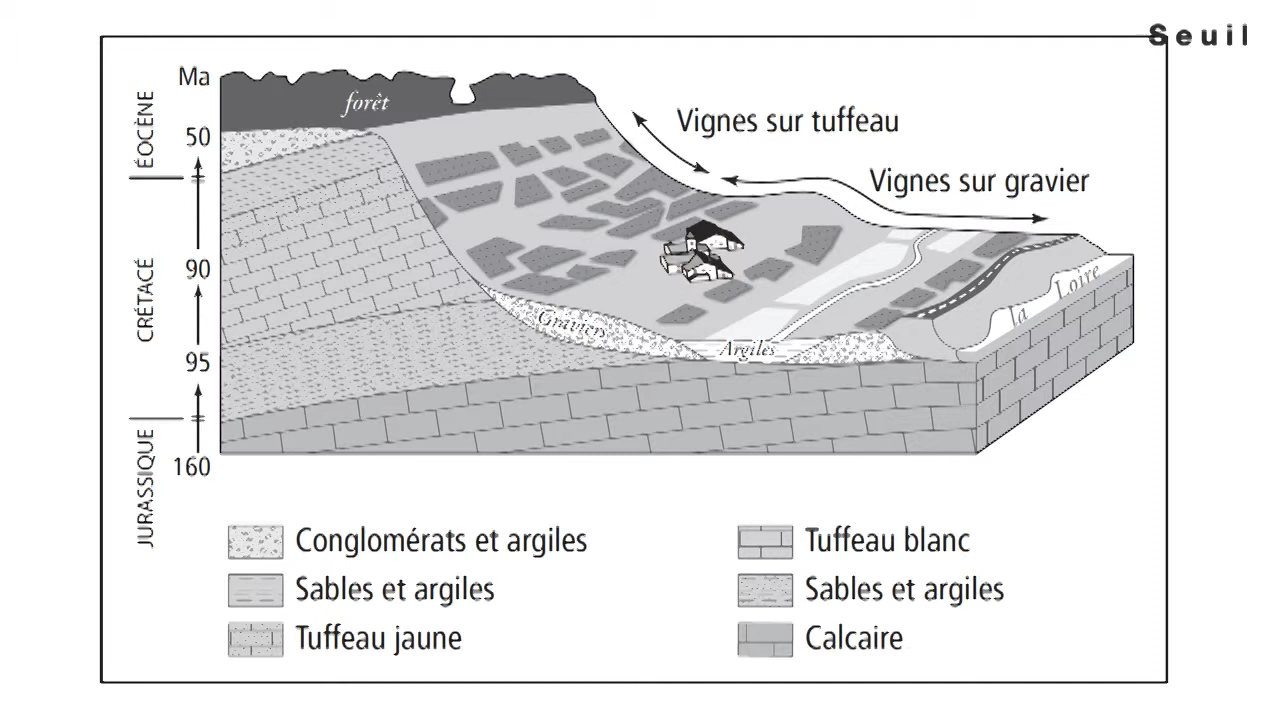 Seuil
Ma
forêt
ÉOCÈNE
50
Vignes sur tuffeau
Vignes sur gravier
CRÉTACÉ
90
la Loire
Graviers
Argiles
95
JURASSIQUE
160
Conglomérats et argiles
Tuffeau blanc
Sables et argiles
Sables et argiles
Tuffeau jaune
Calcaire